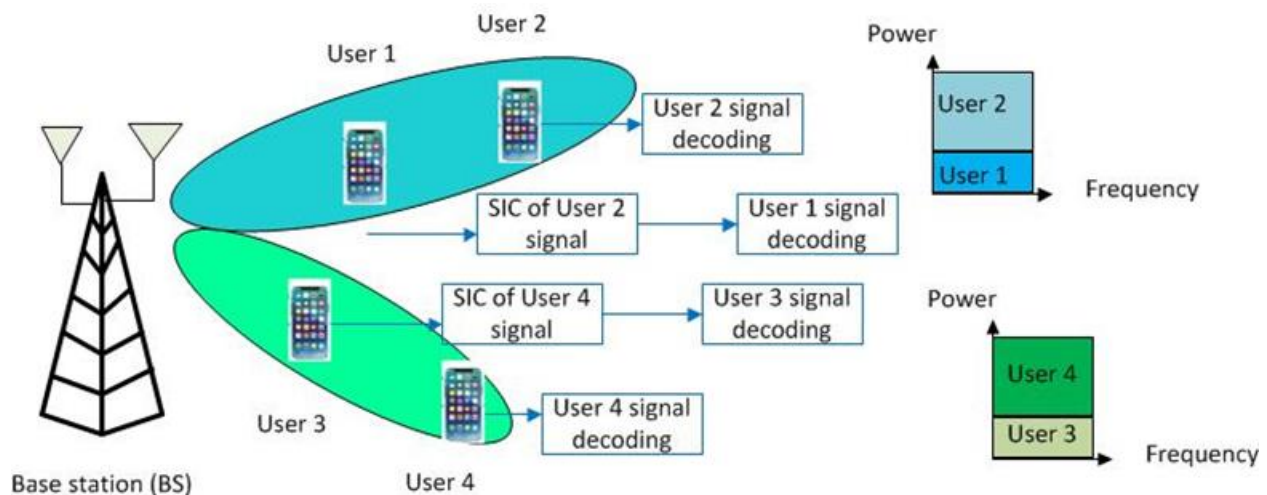 User 1
User 2
User 2 signal
decoding
SIC of User 2
signal
User 1 signal
decoding
Power
User 2
User 1
Frequency
SIC of User 4
signal
User 3 signal
decoding
User 3
User 4
User 4 signal
decoding
Base station (BS)
Power
User 4
User 3
Frequency